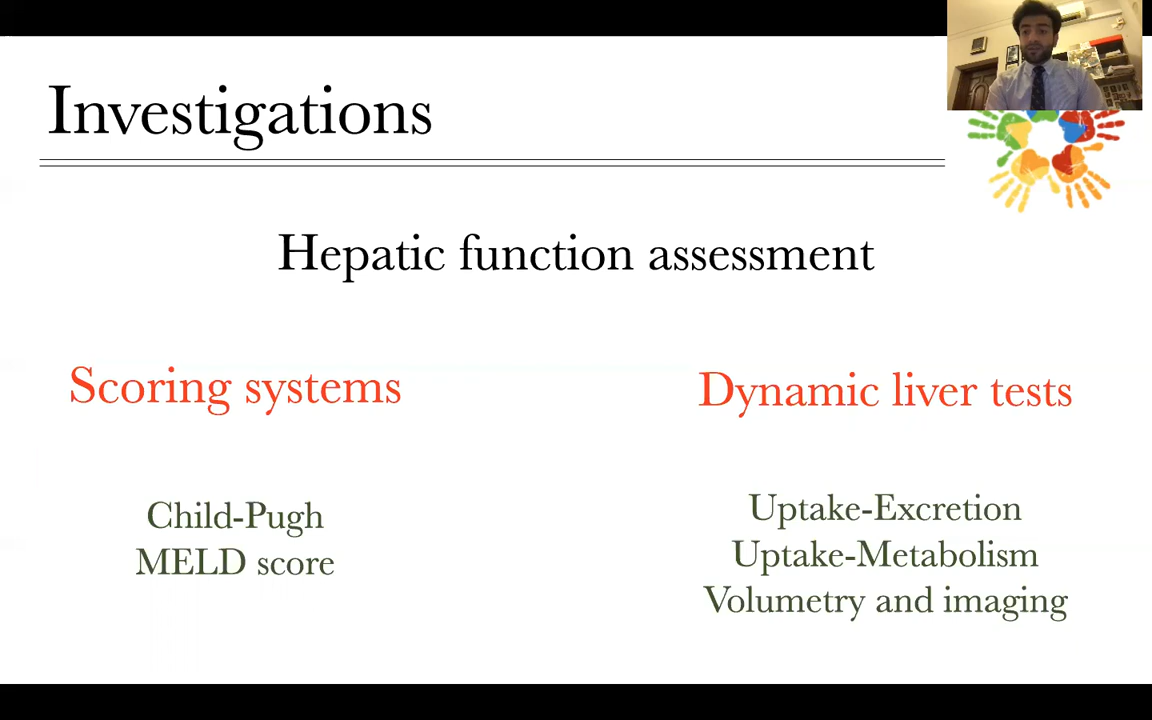 Investigations
Hepatic function assessment
Scoring systems
Dynamic liver tests
Child-Pugh
MELD score
Uptake-Excretion
Uptake-Metabolism
Volumetry and imaging